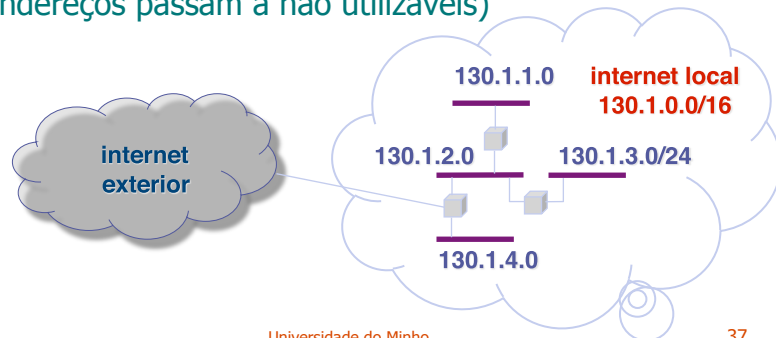 ndereços passam a não utilizáveis)
130.1.1.0
internet local
130.1.0.0/16
internet
exterior
130.1.2.0
130.1.3.0/24
130.1.4.0
Universidade do Minho
37